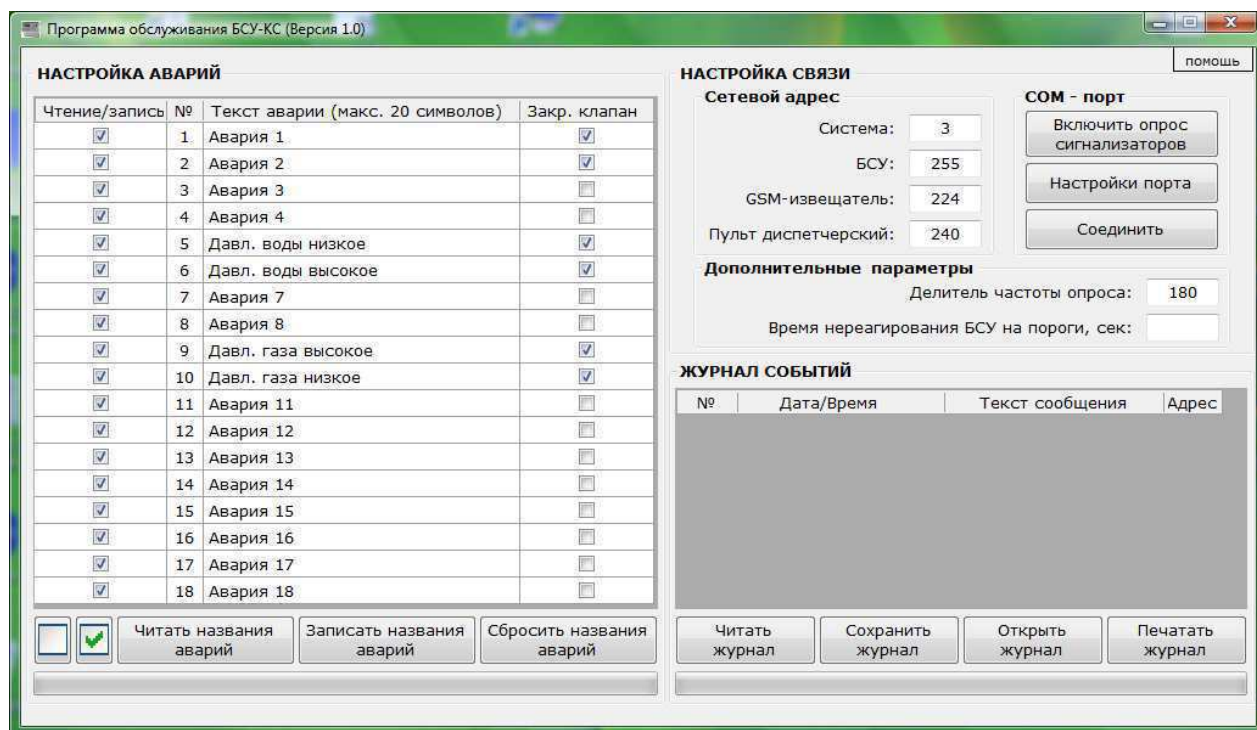 Программа обслуживания БСУ-КС (Версия 1.0)
помошь
НАСТРОЙКА АВАРИЙ
Чтение/запись № Текст аварии (макс. 20 символов) Закр. клапан
1 Авария 1
2 Авария 2
3 Авария 3
4 Авария 4
5 Давл. воды низкое
6 Давл. воды высокое
7 Авария 7
8 Авария 8
9 Давл. газа высокое
10 Давл. газа низкое
11 Авария 11
12 Авария 12
13 Авария 13
14 Авария 14
15 Авария 15
16 Авария 16
17 Авария 17
18 Авария 18
Читать названия
аварий
Записать названия
аварий
Сбросить названия
аварий
НАСТРОЙКА СВЯЗИ
Сетевой адрес
Система: 3
БСУ: 255
GSM-извещатель: 224
Пульт диспетчерский: 240
COM - порт
Включить опрос
сигнализаторов
Настройки порта
Соединить
Дополнительные параметры
Делитель частоты опроса: 180
Время нереагирования БСУ на пороги, сек:
ЖУРНАЛ СОБЫТИЙ
№ Дата/Время Текст сообщения Адрес
Читать
журнал
Сохранить
журнал
Открыть
журнал
Печатать
журнал